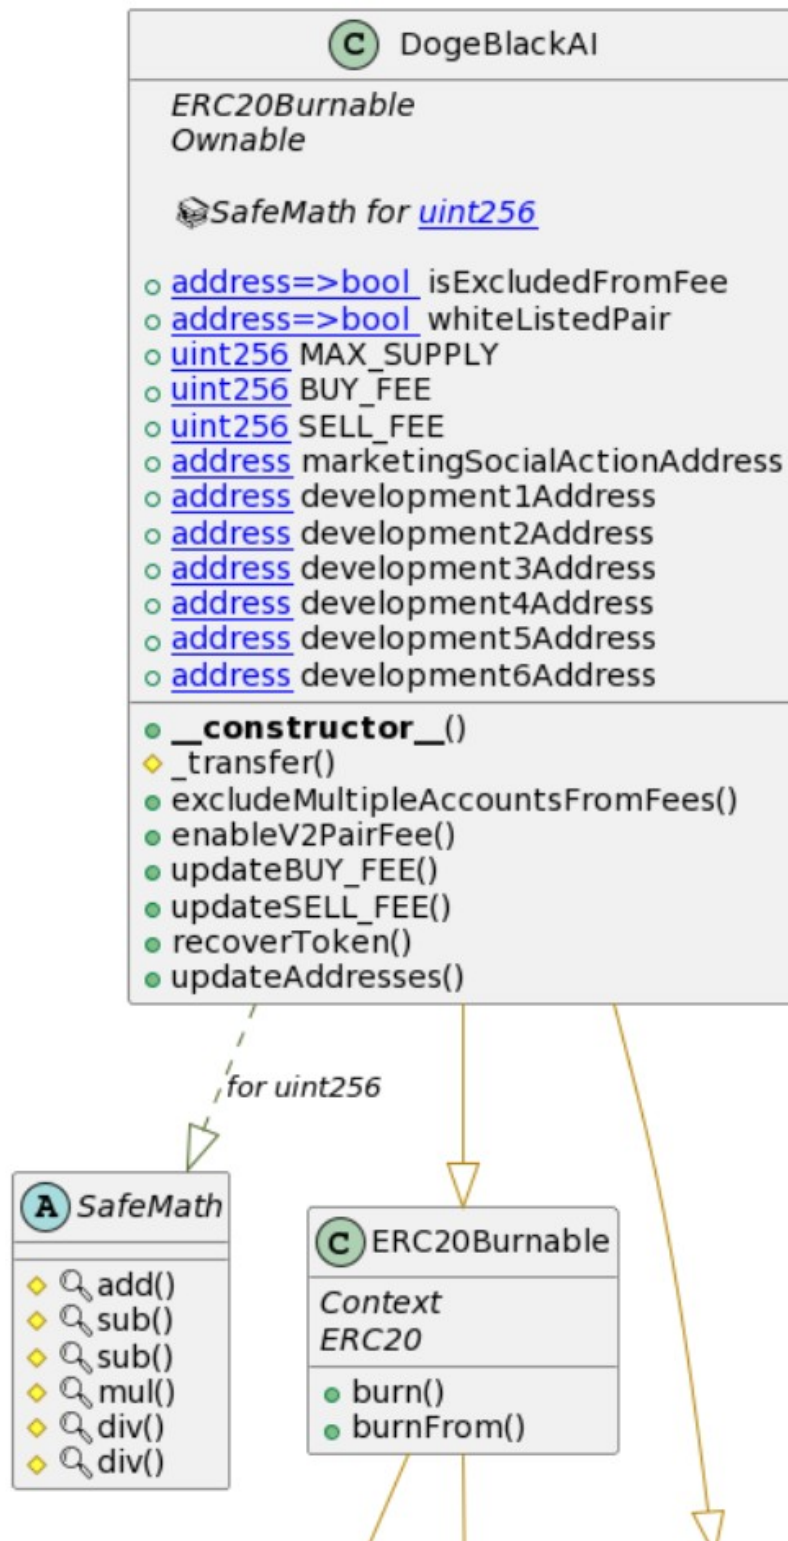 C DogeBlackAI
ERC20Burnable
Ownable
SafeMath for uint256
address=>bool isExcludedFromFee
address=>bool whiteListedPair
uint256 MAX_SUPPLY
uint256 BUY_FEE
uint256 SELL_FEE
address marketingSocialActionAddress
address development1Address
address development2Address
address development3Address
address development4Address
address development5Address
address development6Address
__constructor__()
_transfer()
excludeMultipleAccountsFromFees()
enableV2PairFee()
updateBUY_FEE()
updateSELL_FEE()
recoverToken()
updateAddresses()
for uint256
A SafeMath
add()
sub()
sub()
mul()
div()
div()
C ERC20Burnable
Context
ERC20
burn()
burnFrom()